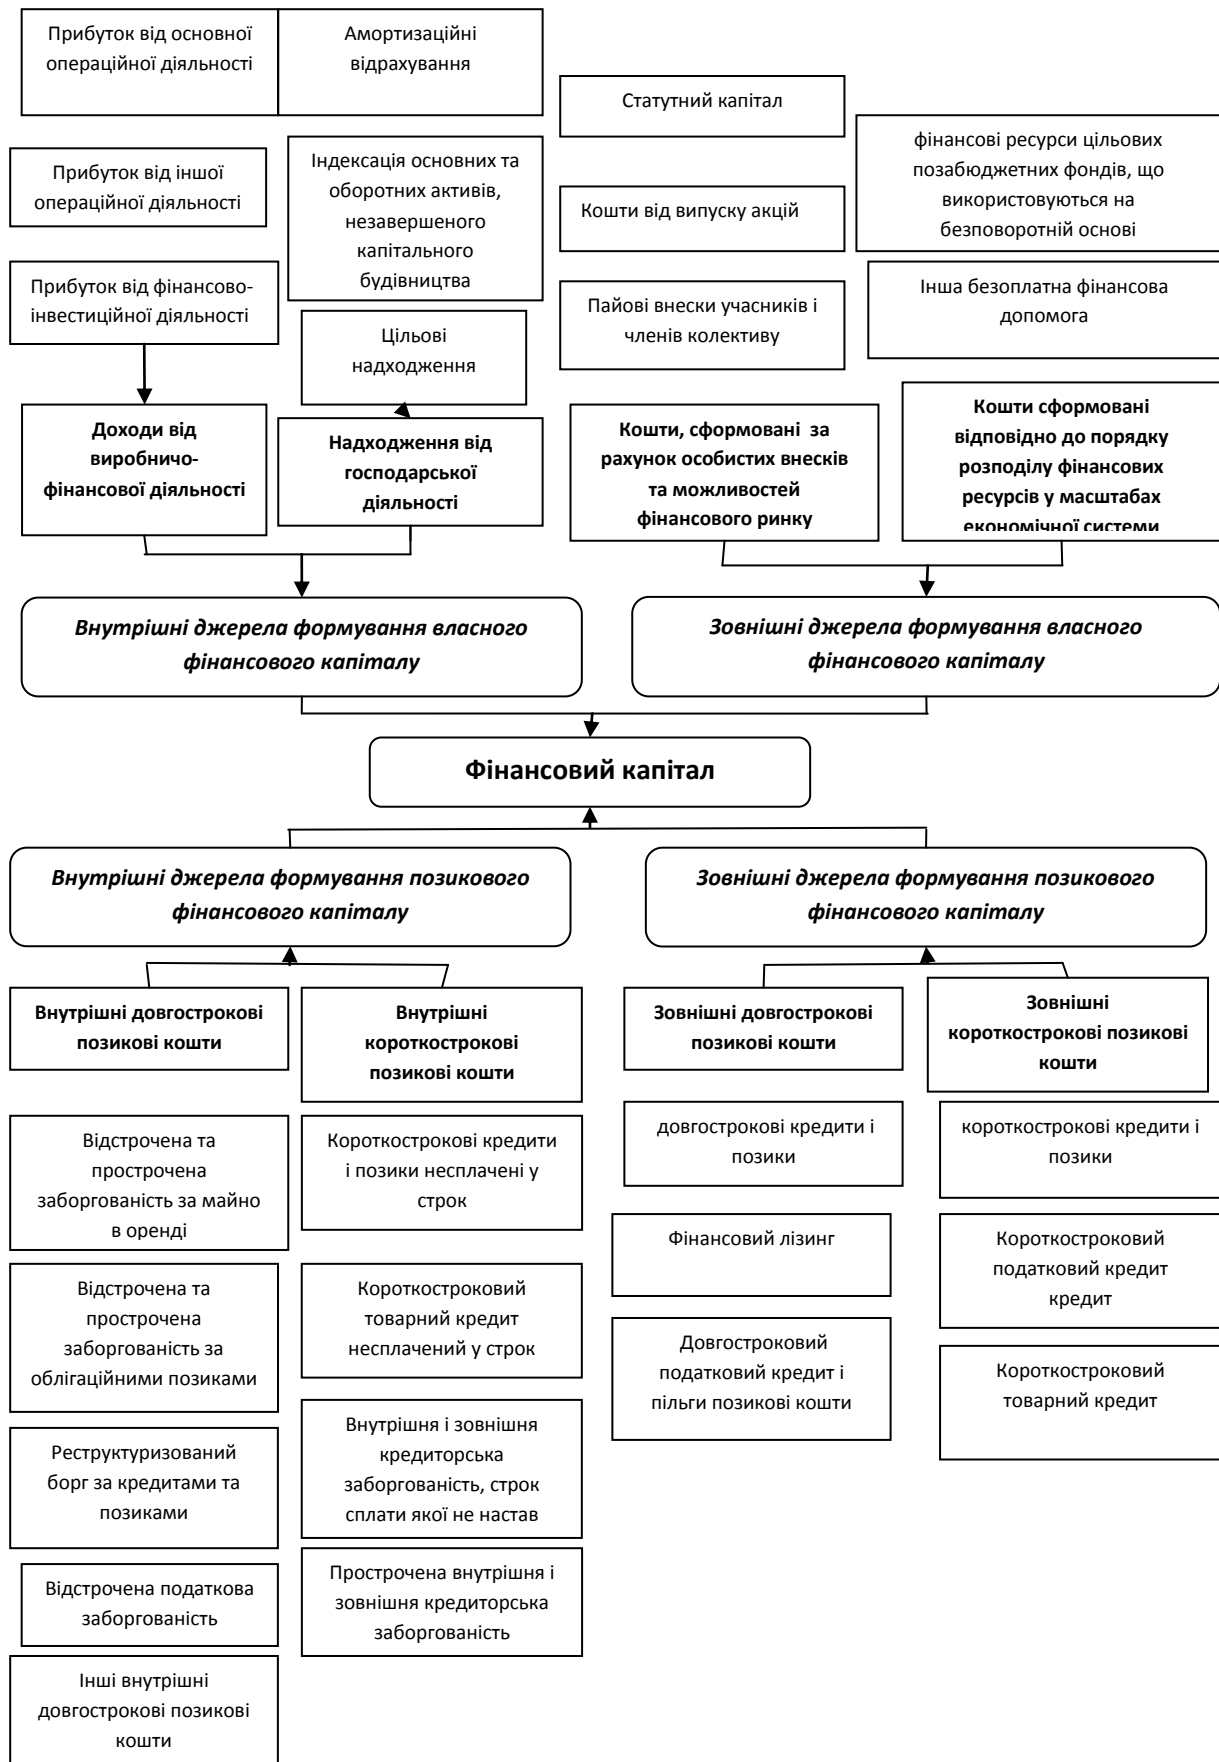 Прибуток від основної
операційної діяльності
Амортизаційні
відрахування
Статутний капітал
фінансові ресурси цільових
позабюджетних фондів, що
використовуються на
безповоротній основі
Прибуток від іншої
операційної діяльності
Індексація основних та
оборотних активів,
незавершеного
капітального
будівництва
Кошти від випуску акцій
Прибуток від фінансово-
інвестиційної діяльності
Цільові
надходження
Пайові внески учасників і
членів колективу
Інша безоплатна фінансова
допомога
Доходи від
виробничо-
фінансової діяльності
Надходження від
господарської
діяльності
Кошти, сформовані за
рахунок особистих внесків
та можливостей
фінансового ринку
Кошти сформовані
відповідно до порядку
розподілу фінансових
ресурсів у масштабах
економічної системи
Внутрішні джерела формування власного
фінансового капіталу
Зовнішні джерела формування власного
фінансового капіталу
Фінансовий капітал
Внутрішні джерела формування позикового
фінансового капіталу
Зовнішні джерела формування позикового
фінансового капіталу
Внутрішні довгострокові
позикові кошти
Внутрішні
короткострокові
позикові кошти
Зовнішні довгострокові
позикові кошти
Зовнішні
короткострокові позикові
кошти
Відстрочена та
прострочена
заборгованість за майно
в оренді
Короткострокові кредити
і позики несплачені у
строк
довгострокові кредити і
позики
короткострокові кредити і
позики
Фінансовий лізинг
Короткостроковий
податковий кредит
кредит
Відстрочена та
прострочена
заборгованість за
облігаційними позиками
Короткостроковий
товарний кредит
несплачений у строк
Довгостроковий
податковий кредит і
пільги позикові кошти
Короткостроковий
товарний кредит
Реструктуризований
борг за кредитами та
позиками
Внутрішня і зовнішня
кредиторська
заборгованість, строк
сплати якої не настав
Відстрочена податкова
заборгованість
Прострочена внутрішня і
зовнішня кредиторська
заборгованість
Інші внутрішні
довгострокові позикові
кошти